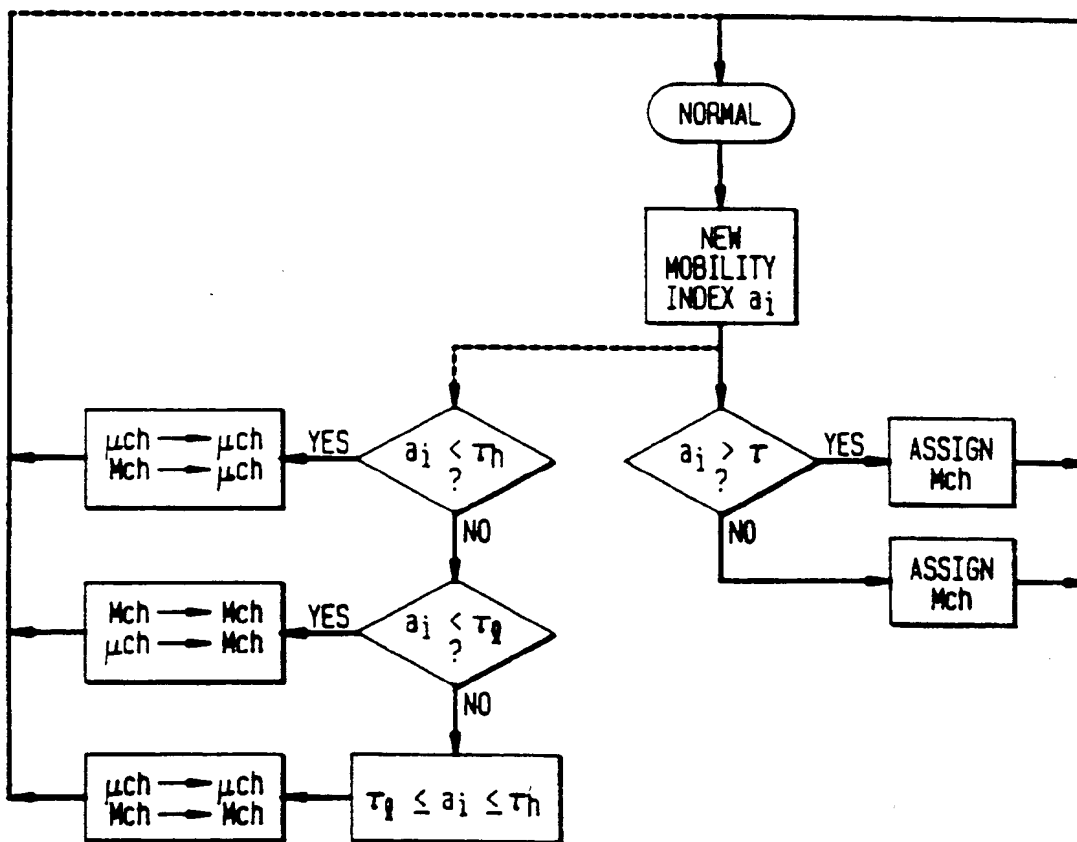 NORMAL
NEW
MOBILITY
INDEX ai
ai < τh
?
YES
NO
μch → μch
Mch → μch
ai > τ
?
YES
NO
ASSIGN
Mch
ASSIGN
Mch
ai < τℓ
?
YES
NO
Mch → Mch
μch → Mch
τℓ ≤ ai ≤ τh
μch → μch
Mch → Mch